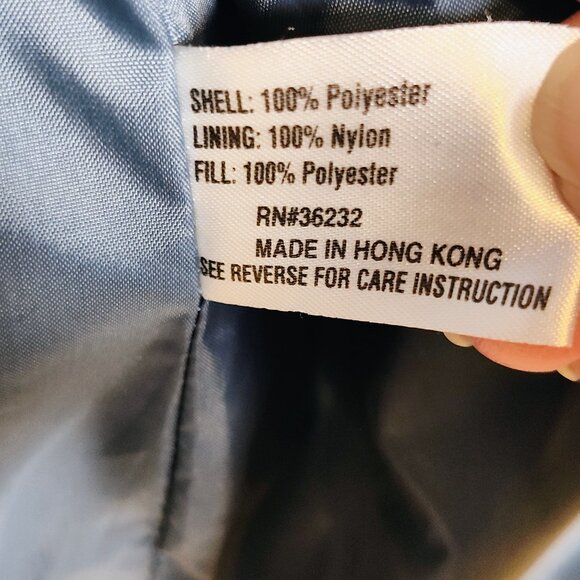 SHELL: 100% Polyester
LINING: 100% Nylon
FILL: 100% Polyester
RN#36232
MADE IN HONG KONG
SEE REVERSE FOR CARE INSTRUCTION